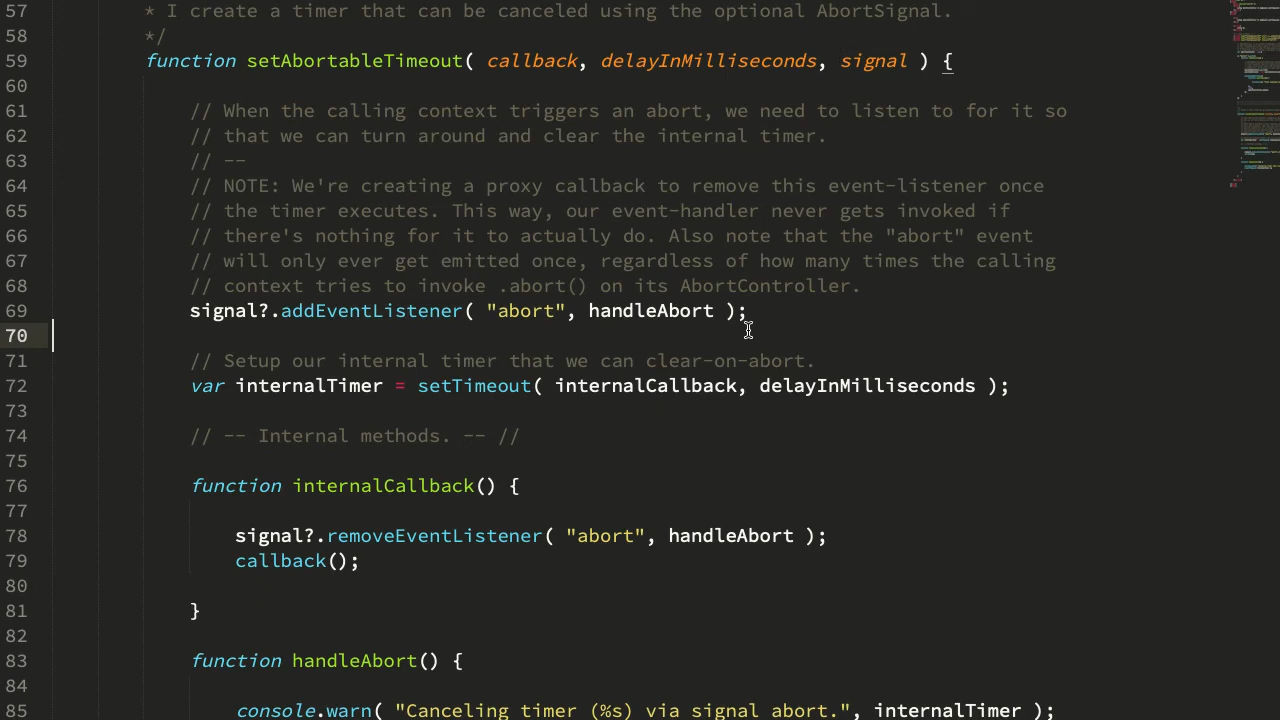 57 * I create a timer that can be canceled using the optional AbortSignal.
58 */
59 function setAbortableTimeout( callback, delayInMilliseconds, signal ) {
60
61 // When the calling context triggers an abort, we need to listen to for it so
62 // that we can turn around and clear the internal timer.
63 // --
64 // NOTE: We're creating a proxy callback to remove this event-listener once
65 // the timer executes. This way, our event-handler never gets invoked if
66 // there's nothing for it to actually do. Also note that the "abort" event
67 // will only ever get emitted once, regardless of how many times the calling
68 // context tries to invoke .abort() on its AbortController.
69 signal?.addEventListener( "abort", handleAbort );
70
71 // Setup our internal timer that we can clear-on-abort.
72 var internalTimer = setTimeout( internalCallback, delayInMilliseconds );
73
74 // -- Internal methods. -- //
75
76 function internalCallback() {
77
78 signal?.removeEventListener( "abort", handleAbort );
79 callback();
80
81 }
82
83 function handleAbort() {
84
85 console.warn( "Canceling timer (%s) via signal abort.", internalTimer );